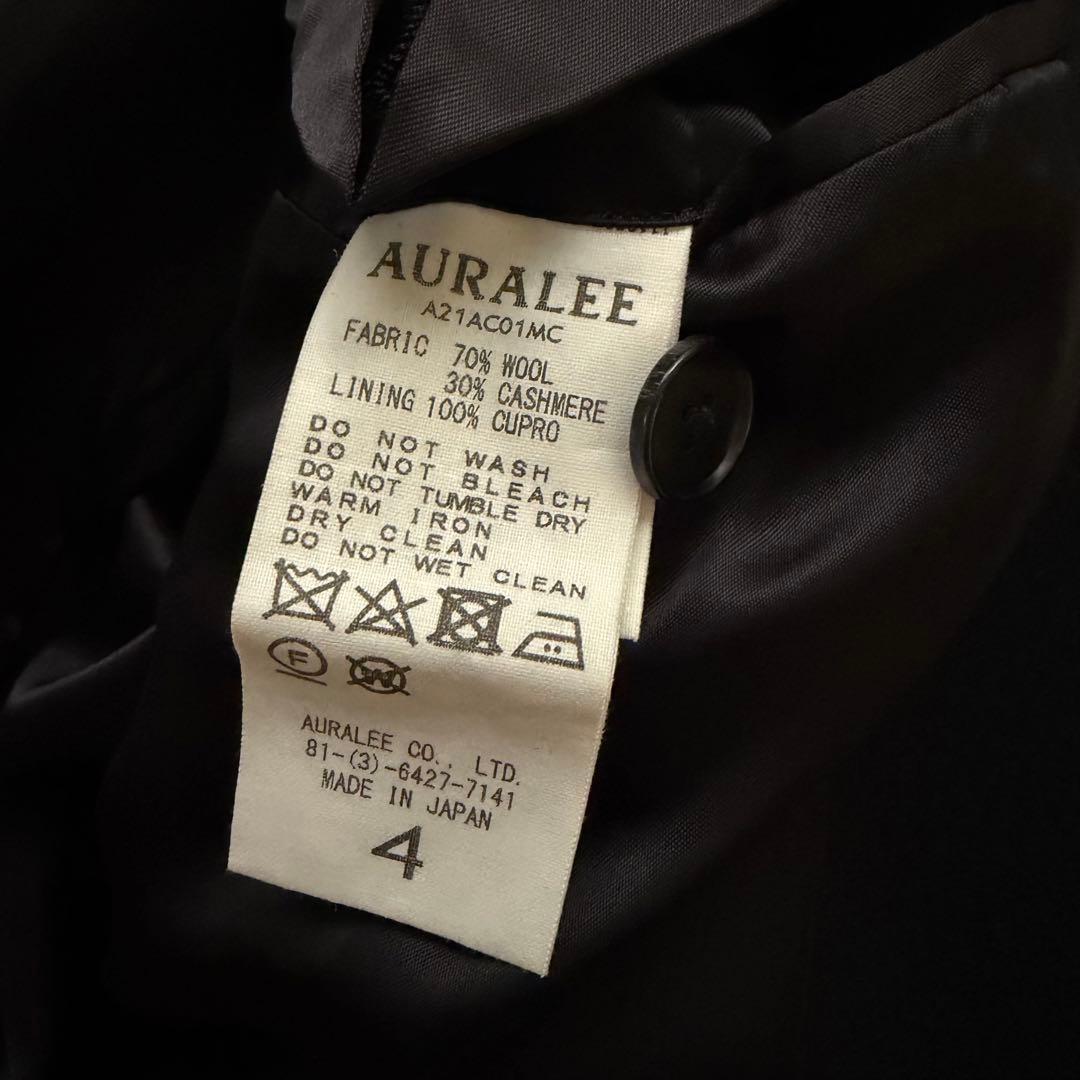 AURALEE
A21AC01MC
FABRIC 70% WOOL
30% CASHMERE
LINING 100% CUPRO
DO NOT WASH
DO NOT BLEACH
DO NOT TUMBLE DRY
WARM IRON
DRY CLEAN
DO NOT WET CLEAN
F W
AURALEE CO., LTD.
81-(3)-6427-7141
MADE IN JAPAN
4